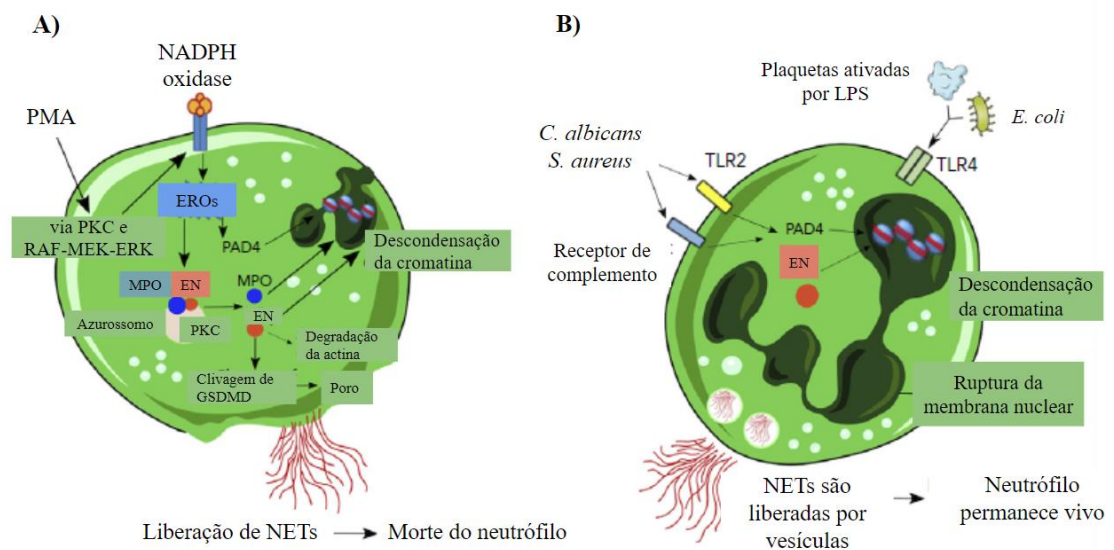 A)
NADPH
oxidase
PMA
EROs
via PKC e
RAF-MEK-ERK
PAD4
Descondensação
da cromatina
MPO EN
MPO
EN
Azurossomo
PKC
Degradação
da actina
Clivagem de
GSDMD
Poro
Liberação de NETs
Morte do neutrófilo
B)
Plaquetas ativadas
por LPS
E. coli
C. albicans
S. aureus
TLR2
TLR4
Receptor de
complemento
PAD4
EN
Descondensação
da cromatina
Ruptura da
membrana nuclear
NETs são
liberadas por
vesículas
Neutrófilo
permanece vivo